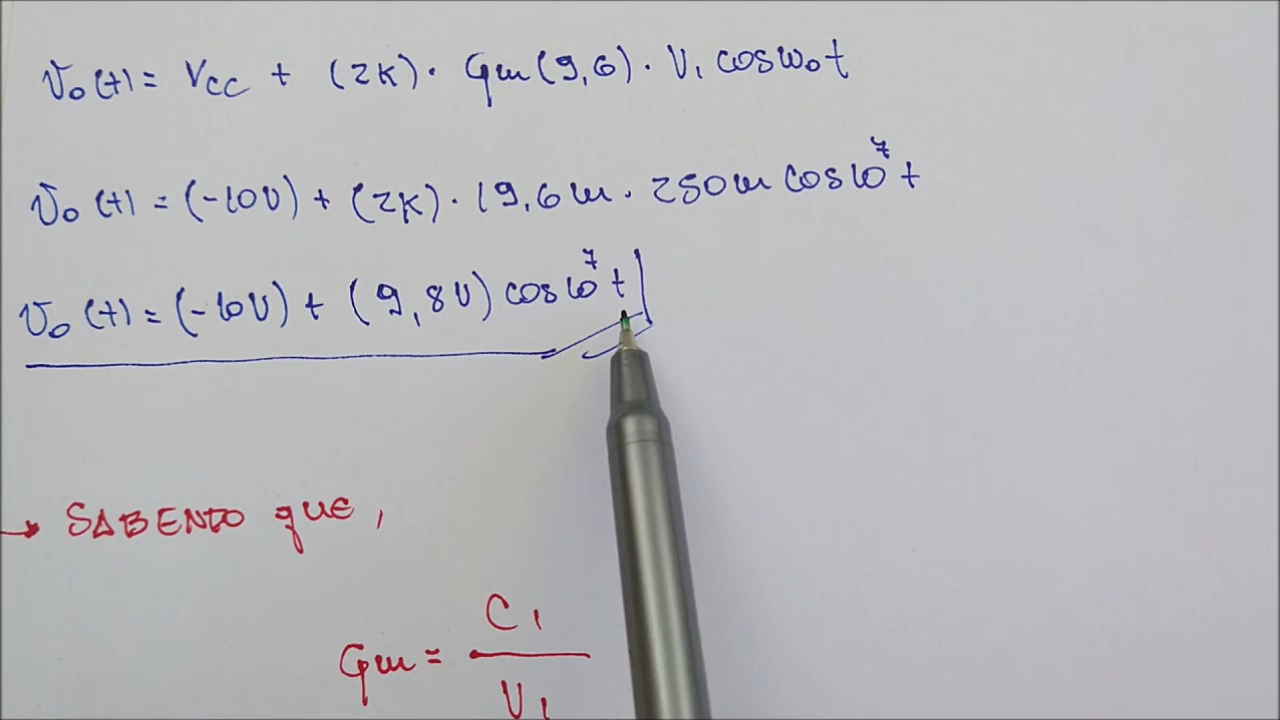 Vo(t) = Vcc + (2K) · Gm(9,6) · V1 cos ωo t
Vo(t) = (-10V) + (2K) · 19,6m · 250m cos 10⁷ t
Vo(t) = (-10V) + (9,8V) cos 10⁷ t
→ SABENDO que,
Gm = C1
V1